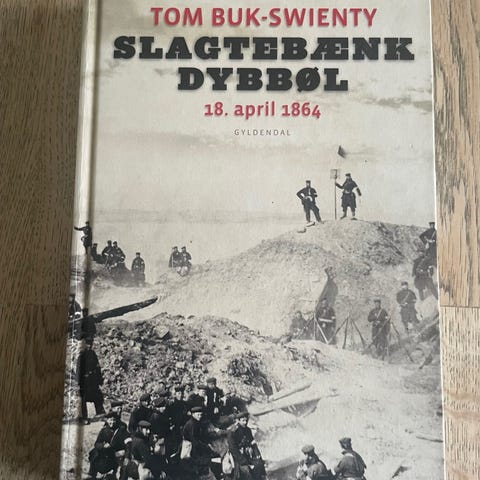 TOM BUK-SWIENTY
SLAGTEBÆNK
DYBBØL
18. april 1864
GYLDENDAL